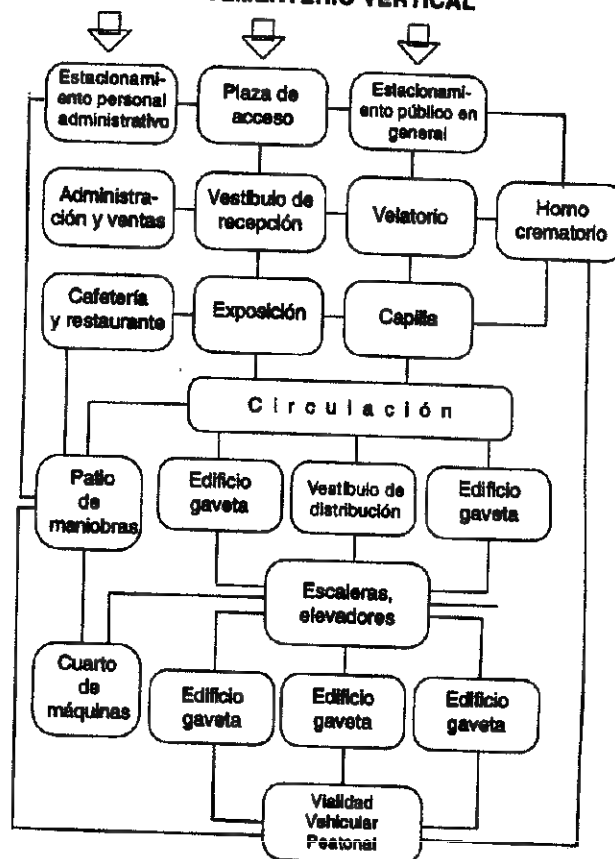 VERTICAL
Estacionami-
ento personal
administrativo
Plaza de
acceso
Estacionami-
ento público en
general
Administra-
ción y ventas
Vestíbulo de
recepción
Velatorio
Horno
crematorio
Cafetería
y restaurante
Exposición
Capilla
Circulación
Patio
de
maniobras
Edificio
gaveta
Vestíbulo de
distribución
Edificio
gaveta
Escaleras,
elevadores
Cuarto
de
máquinas
Edificio
gaveta
Edificio
gaveta
Edificio
gaveta
Vialidad
Vehicular
Peatonal